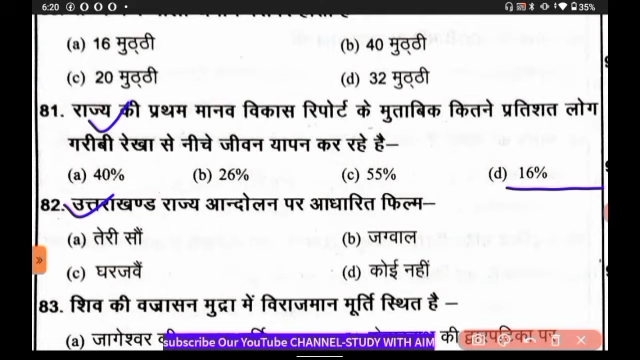 6:20
35%
(a) 16 मुठ्ठी (b) 40 मुठ्ठी
(c) 20 मुठ्ठी (d) 32 मुठ्ठी
81. राज्य की प्रथम मानव विकास रिपोर्ट के मुताबिक कितने प्रतिशत लोग
गरीबी रेखा से नीचे जीवन यापन कर रहे है–
(a) 40% (b) 26% (c) 55% (d) 16%
82. उत्तराखण्ड राज्य आन्दोलन पर आधारित फिल्म–
(a) तेरी सौं (b) जग्वाल
(c) घरजवैं (d) कोई नहीं
83. शिव की वज्रासन मुद्रा में विराजमान मूर्ति स्थित है –
(a) जागेश्वर की
subscribe Our YouTube CHANNEL-STUDY WITH AIM